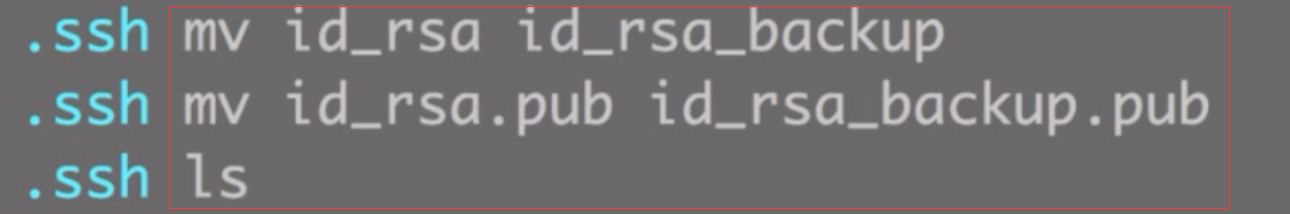 .ssh mv id_rsa id_rsa_backup
.ssh mv id_rsa.pub id_rsa_backup.pub
.ssh ls